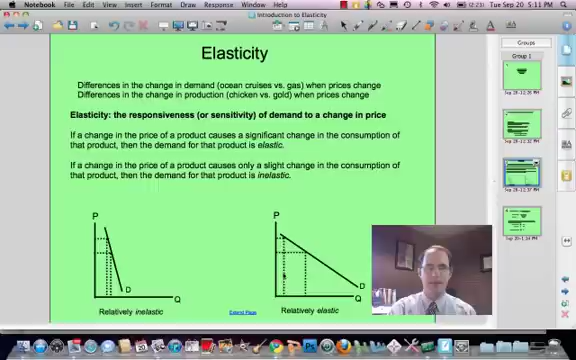 Notebook File Edit View Insert Format Table Draw Response Window Help
(2:23) Tue Sep 20 5:11 PM
Introduction to Elasticity
Groups
Group 1
Elasticity
Differences in the change in demand (ocean cruises vs. gas) when prices change
Differences in the change in production (chicken vs. gold) when prices change
Elasticity: the responsiveness (or sensitivity) of demand to a change in price
If a change in the price of a product causes a significant change in the consumption of
that product, then the demand for that product is elastic.
If a change in the price of a product causes only a slight change in the consumption of
that product, then the demand for that product is inelastic.
P
D
Q
Relatively inelastic
P
D
Q
Relatively elastic
Extend Page